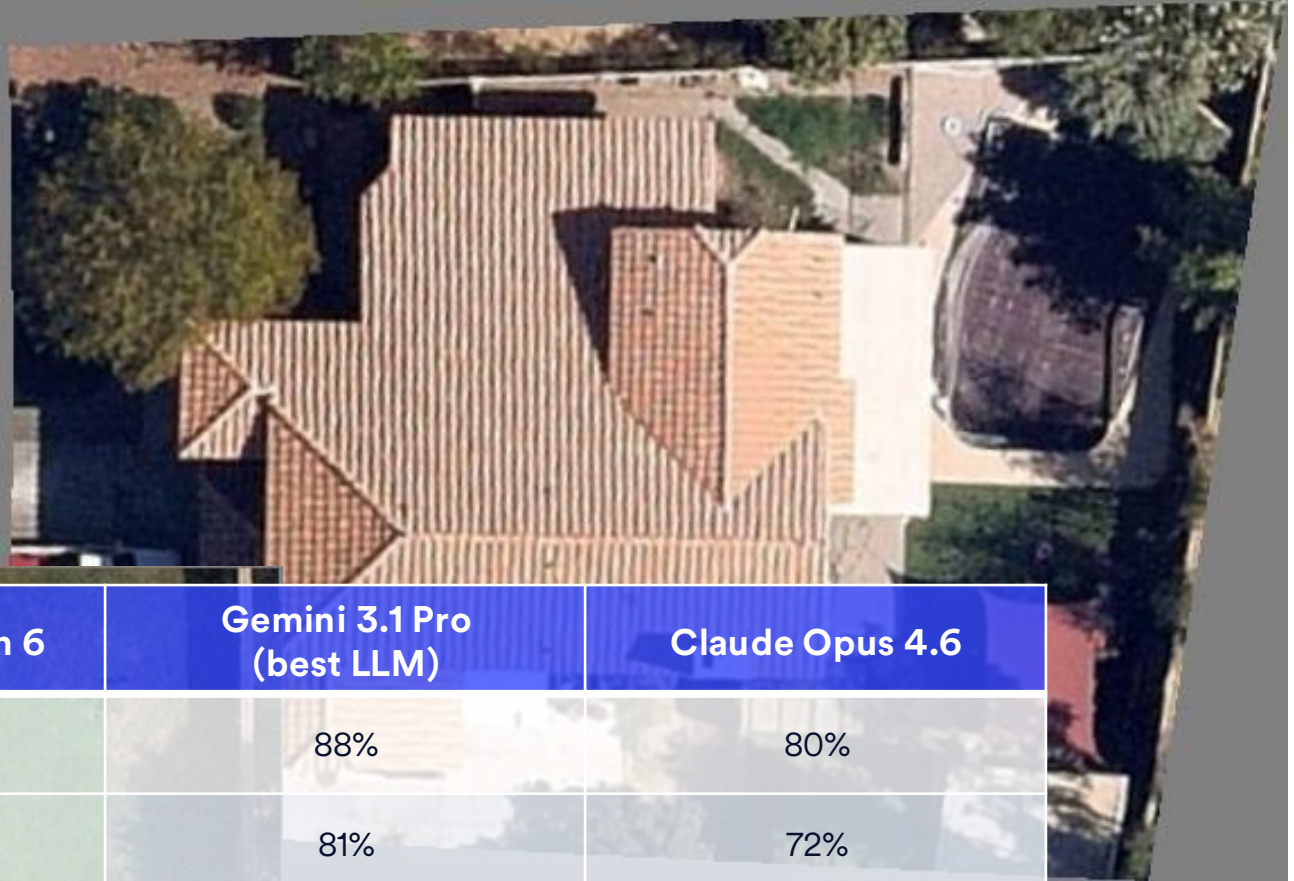 n 6
Gemini 3.1 Pro
(best LLM)
Claude Opus 4.6
88%
80%
81%
72%